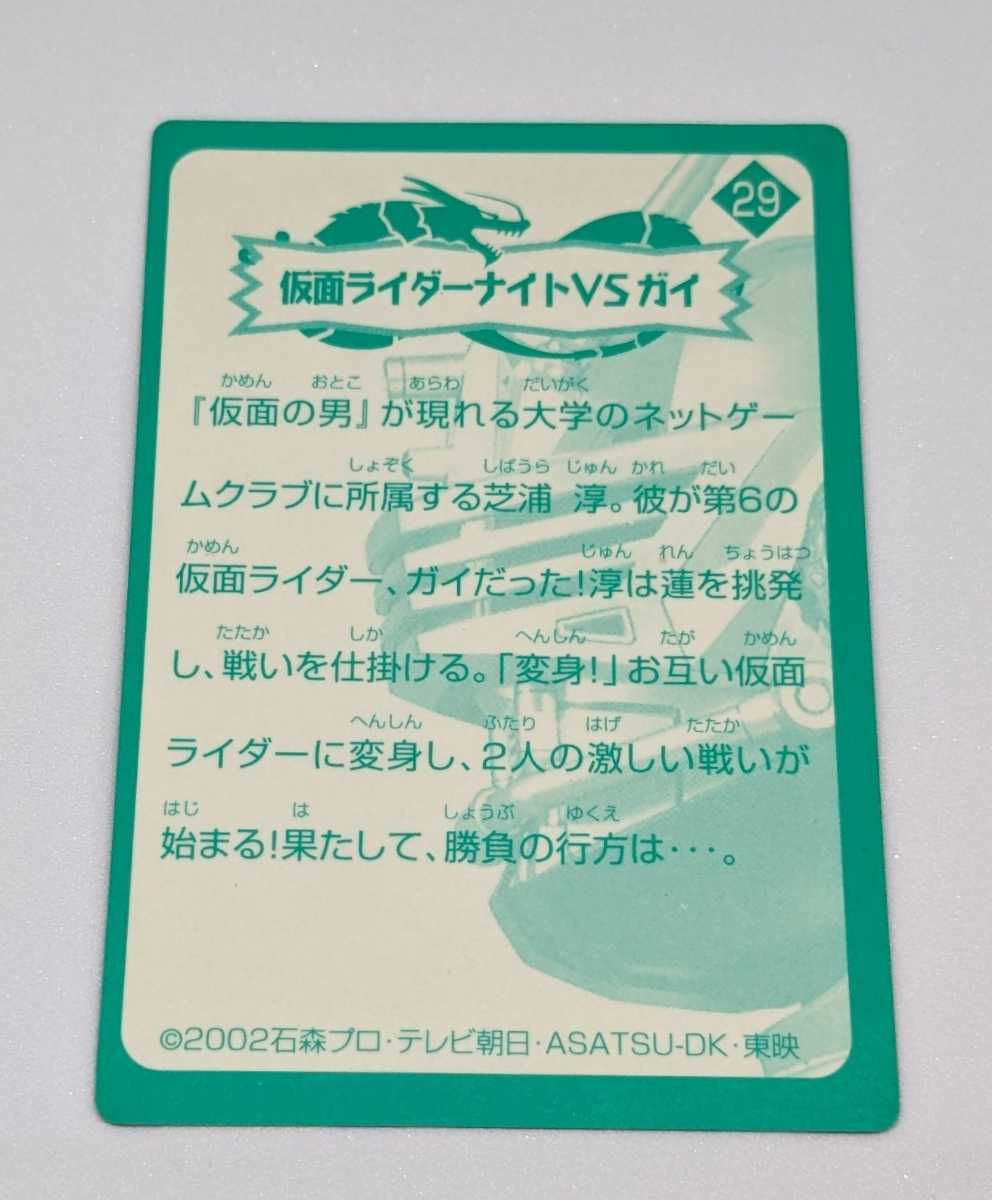 29
仮面ライダーナイトVSガイ
かめん おとこ あらわ だいがく
『仮面の男』が現れる大学のネットゲー
しょぞく しばうら じゅん かれ だい
ムクラブに所属する芝浦 淳。彼が第6の
かめん じゅん れん ちょうはつ
仮面ライダー、ガイだった!淳は蓮を挑発
たたか しか へんしん たが かめん
し、戦いを仕掛ける。「変身!」お互い仮面
へんしん ふたり はげ たたか
ライダーに変身し、2人の激しい戦いが
はじ は しょうぶ ゆくえ
始まる!果たして、勝負の行方は・・・。
©2002石森プロ・テレビ朝日・ASATSU-DK・東映